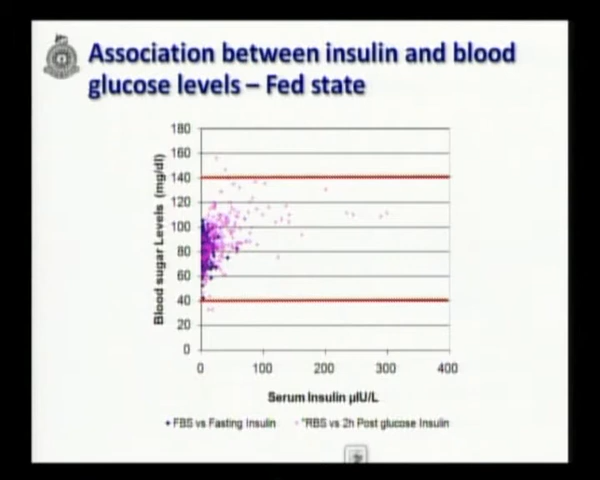 Association between insulin and blood
glucose levels – Fed state
Blood sugar Levels (mg/dl)
180
160
140
120
100
80
60
40
20
0
0 100 200 300 400
Serum Insulin µIU/L
FBS vs Fasting Insulin "RBS vs 2h Post glucose Insulin